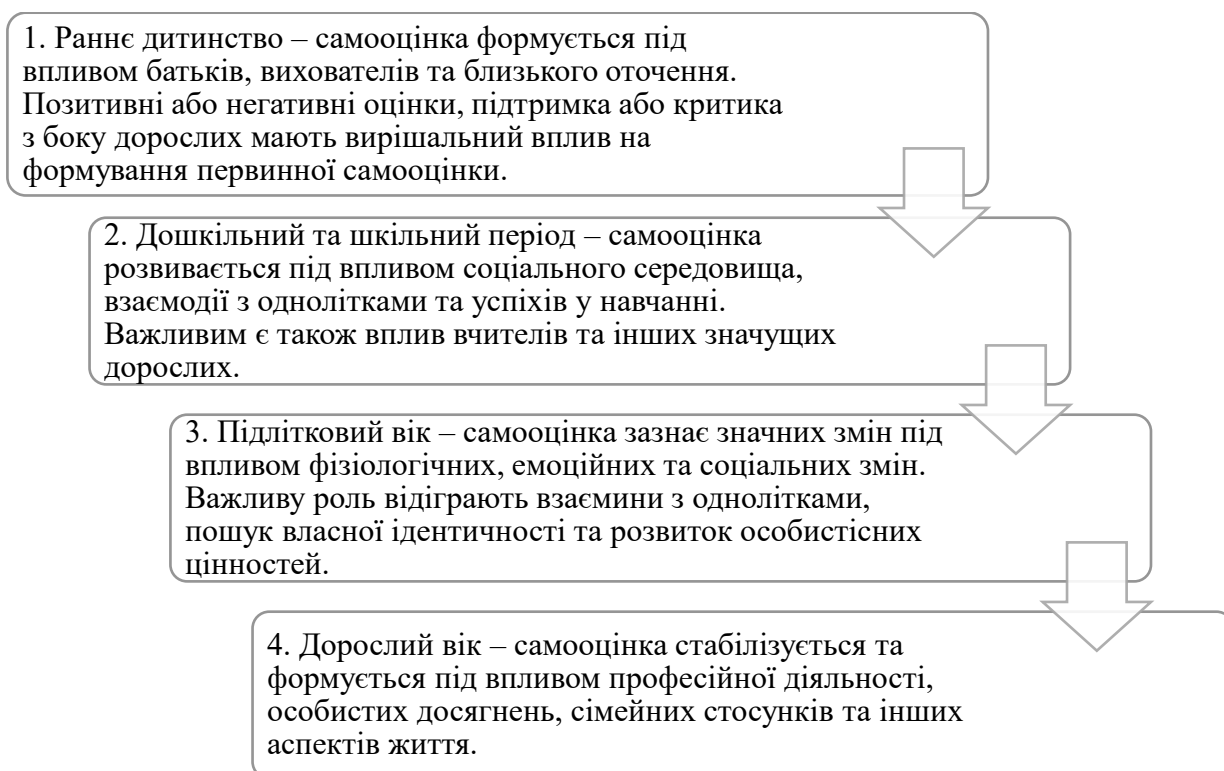 1. Раннє дитинство – самооцінка формується під
впливом батьків, вихователів та близького оточення.
Позитивні або негативні оцінки, підтримка або критика
з боку дорослих мають вирішальний вплив на
формування первинної самооцінки.
2. Дошкільний та шкільний період – самооцінка
розвивається під впливом соціального середовища,
взаємодії з однолітками та успіхів у навчанні.
Важливим є також вплив вчителів та інших значущих
дорослих.
3. Підлітковий вік – самооцінка зазнає значних змін під
впливом фізіологічних, емоційних та соціальних змін.
Важливу роль відіграють взаємини з однолітками,
пошук власної ідентичності та розвиток особистісних
цінностей.
4. Дорослий вік – самооцінка стабілізується та
формується під впливом професійної діяльності,
особистих досягнень, сімейних стосунків та інших
аспектів життя.